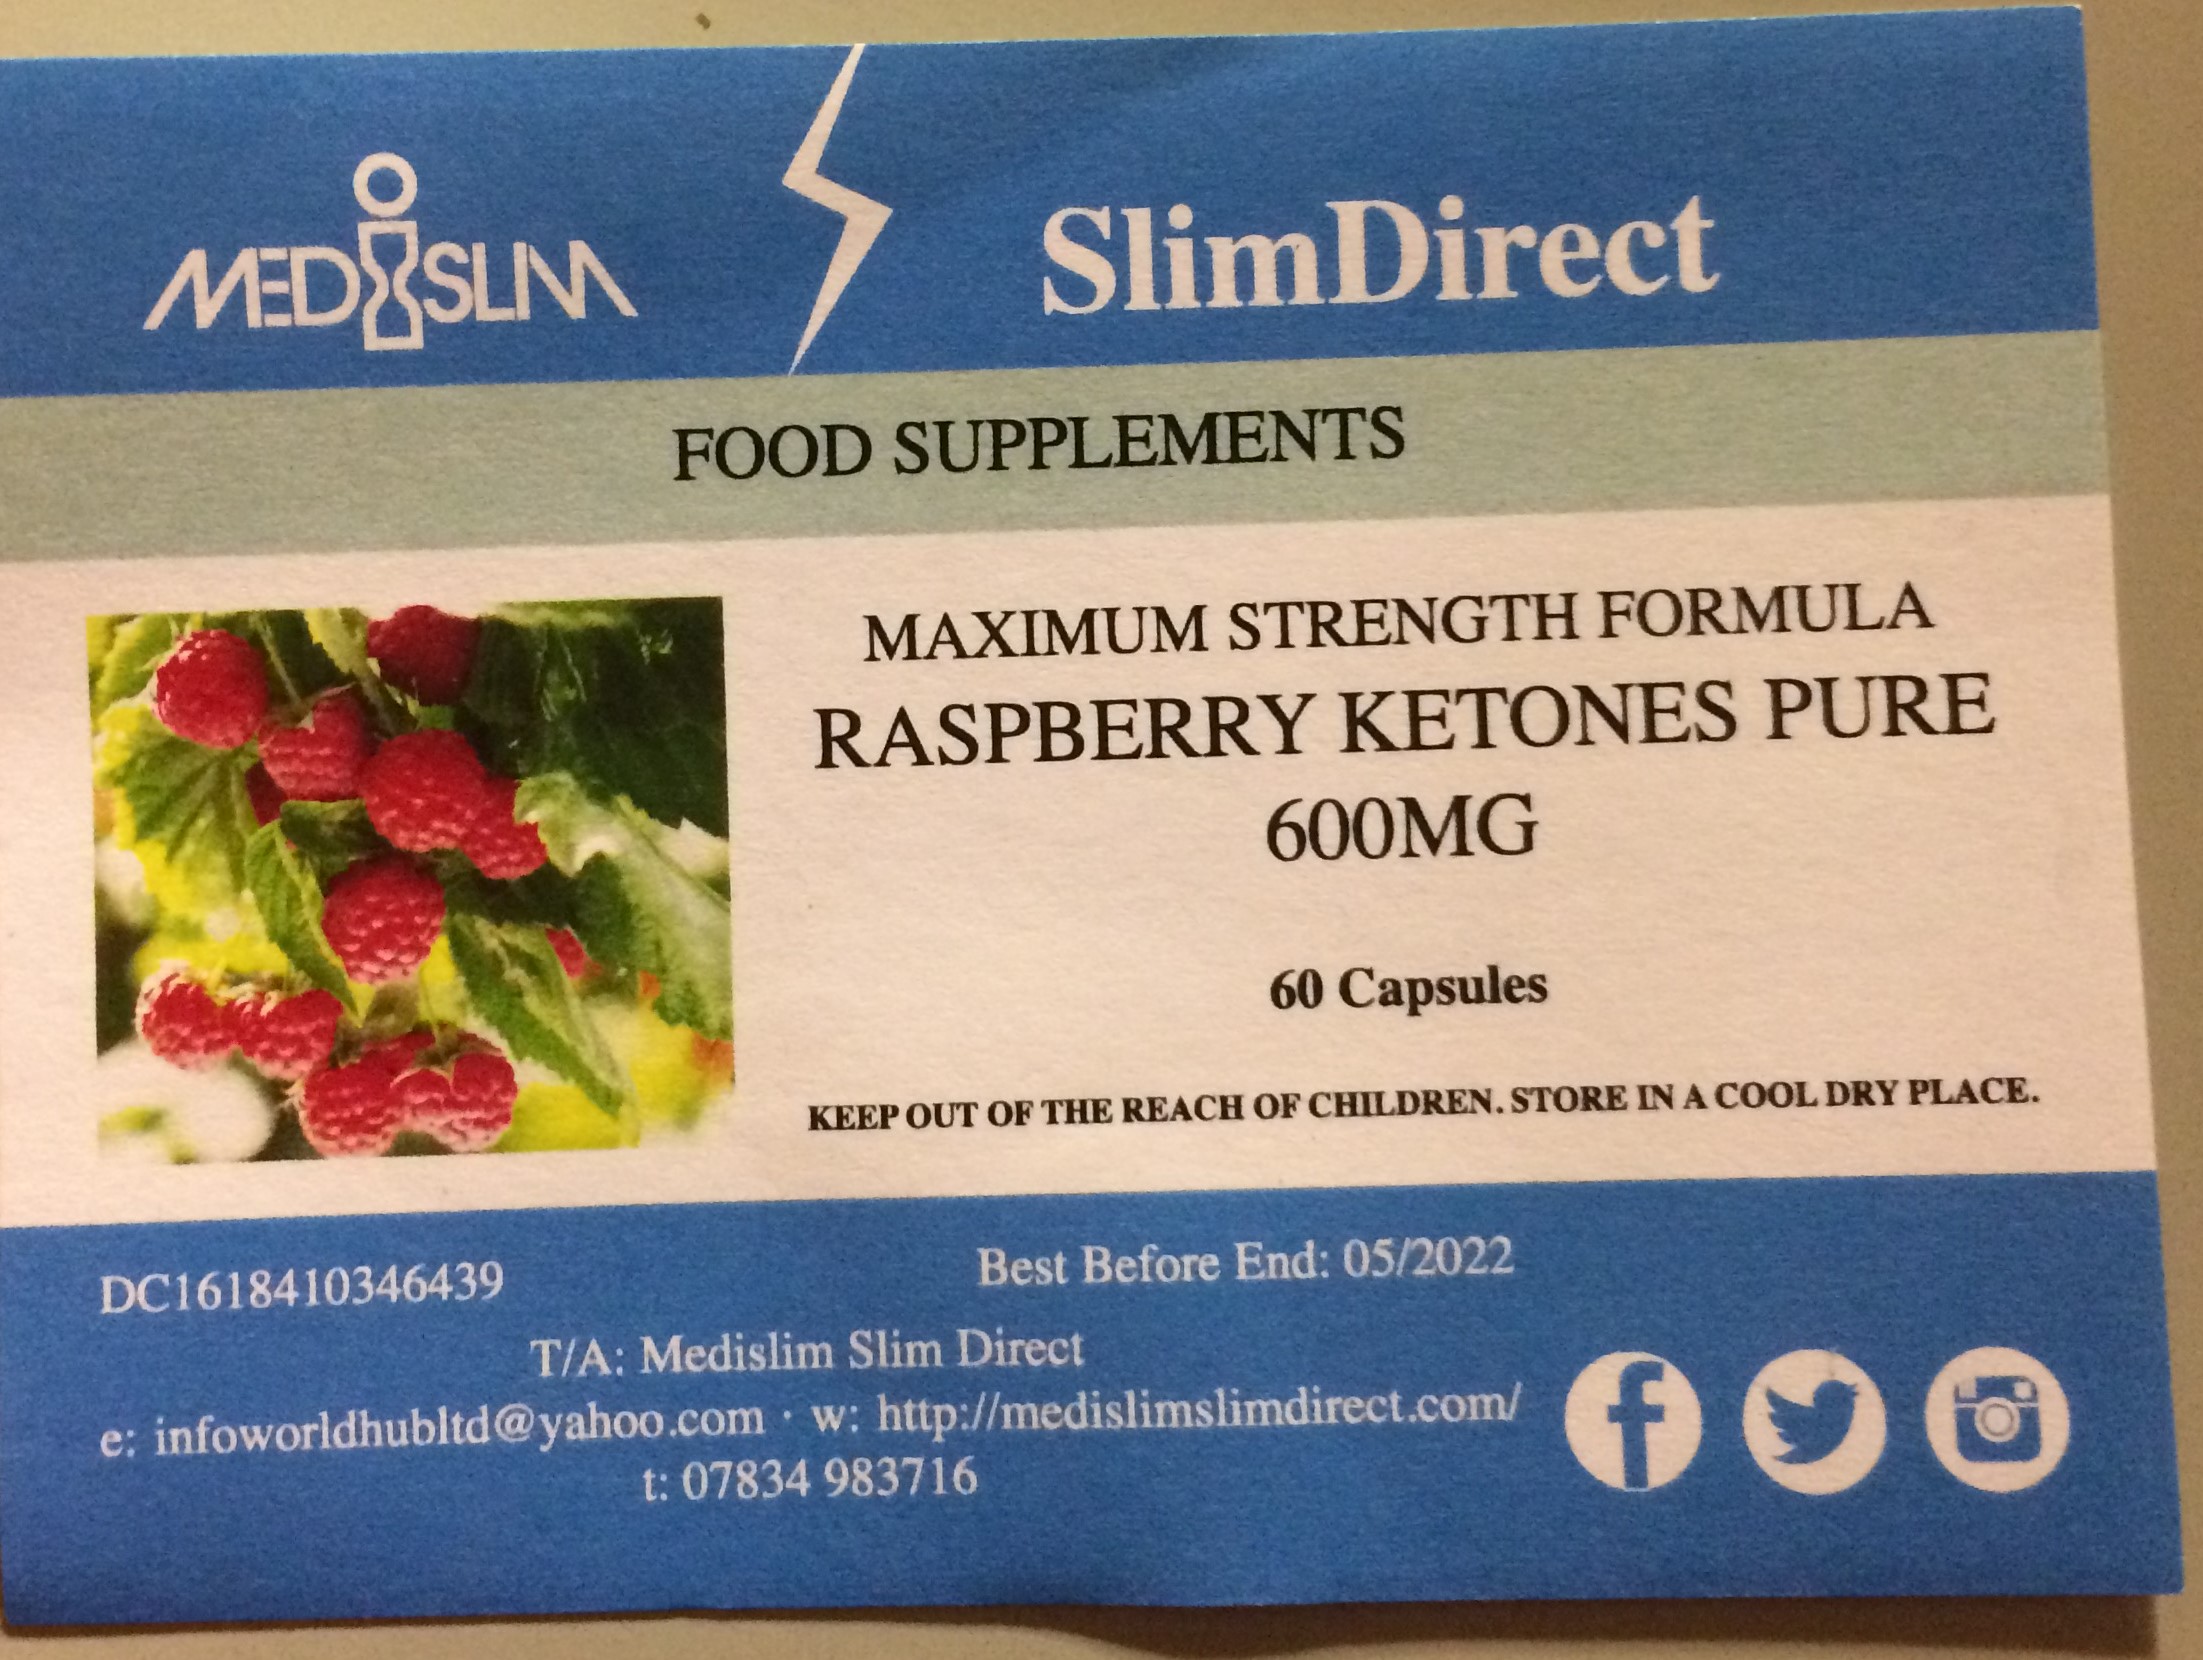 MEDISLIM
SlimDirect
FOOD SUPPLEMENTS
MAXIMUM STRENGTH FORMULA
RASPBERRY KETONES PURE
600MG
60 Capsules
KEEP OUT OF THE REACH OF CHILDREN. STORE IN A COOL DRY PLACE.
DC1618410346439
Best Before End: 05/2022
T/A: Medislim Slim Direct
e: infoworldhubltd@yahoo.com · w: http://medislimslimdirect.com/
t: 07834 983716